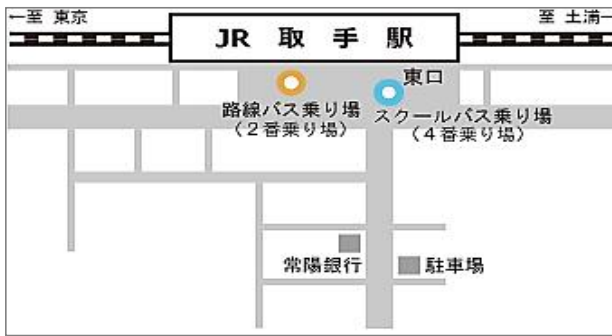 ←至 東京
至 土浦→
JR 取 手 駅
東口
路線バス乗り場
（２番乗り場）
スクールバス乗り場
（４番乗り場）
常陽銀行
駐車場